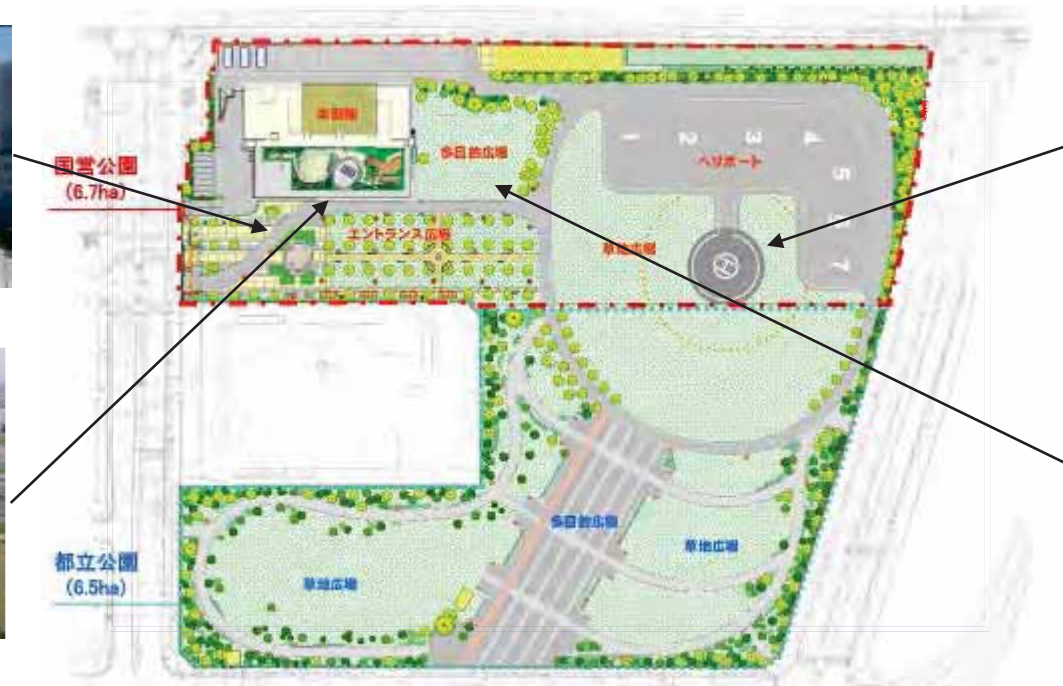 国営公園
(6.7ha)
本部棟
多目的広場
エントランス広場
1
2
3
4
5
6
7
ヘリポート
草地広場
H
都立公園
(6.5ha)
草地広場
多目的広場
草地広場